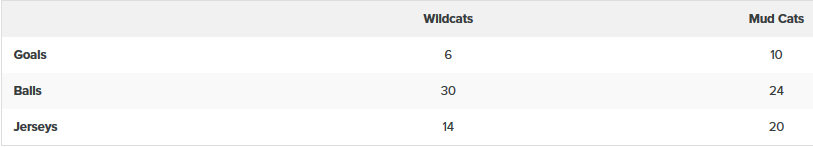 Wildcats Mud Cats
Goals 6 10
Balls 30 24
Jerseys 14 20